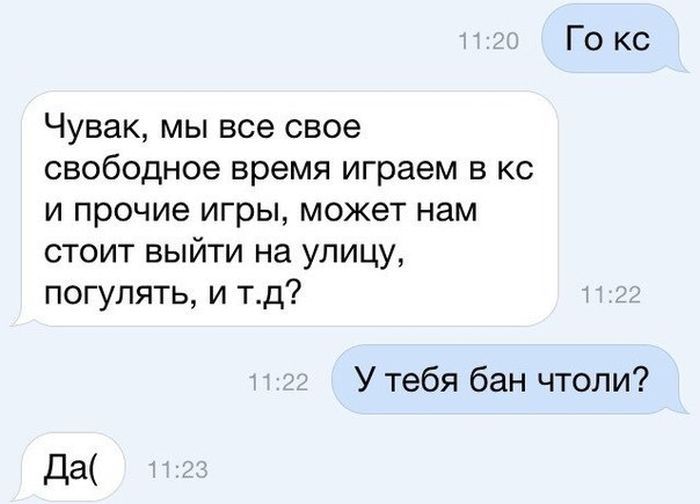 11:20 Го кс
Чувак, мы все свое
свободное время играем в кс
и прочие игры, может нам
стоит выйти на улицу,
погулять, и т.д? 11:22
11:22 У тебя бан чтоли?
Да( 11:23